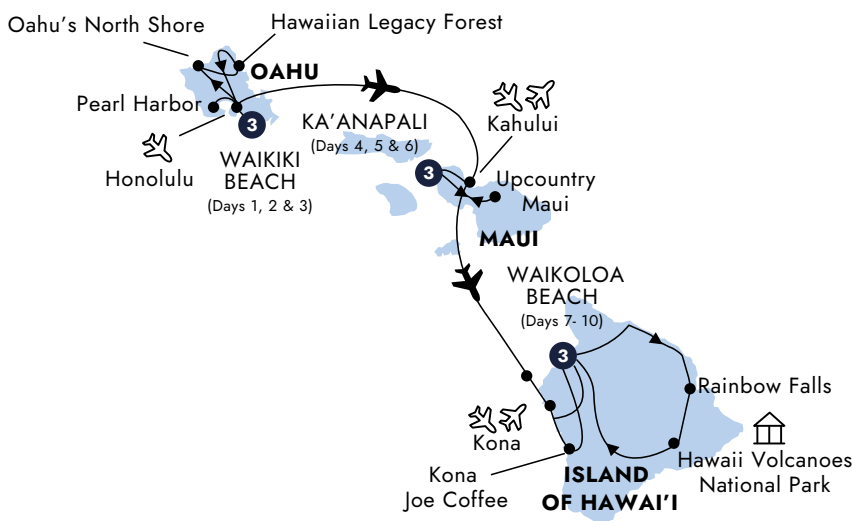 Oahu's North Shore
Hawaiian Legacy Forest
OAHU
Pearl Harbor
3
Honolulu
WAIKIKI
BEACH
(Days 1, 2 & 3)
KA'ANAPALI
(Days 4, 5 & 6)
Kahului
3
Upcountry
Maui
MAUI
WAIKOLOA
BEACH
(Days 7- 10)
3
Rainbow Falls
Kona
Hawaii Volcanoes
National Park
Kona
Joe Coffee
ISLAND
OF HAWAI'I